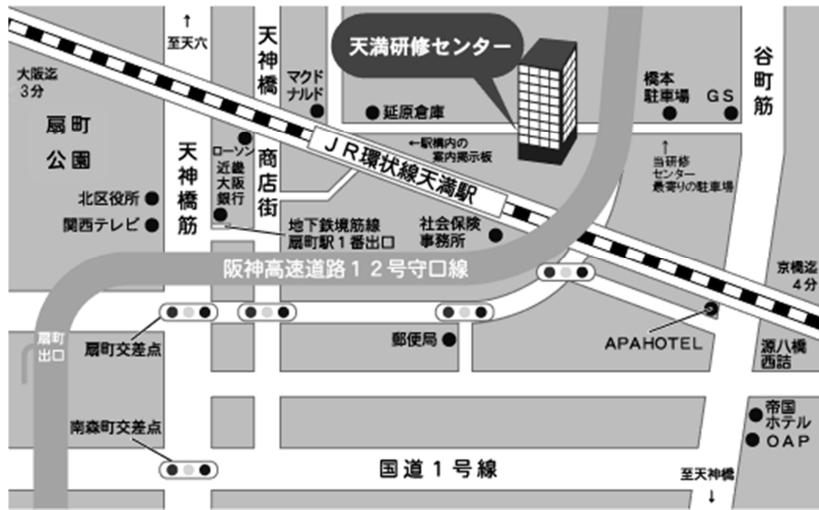 ↑
至天六
天神橋
商店街
マクド
ナルド
天満研修センター
谷町筋
橋本
駐車場
GS
大阪迄
3分
扇町
公園
延原倉庫
←駅構内の
案内掲示板
JR環状線天満駅
天神橋筋
ローソン
近畿
大阪
銀行
↑
当研修
センター
最寄りの駐車場
北区役所
関西テレビ
地下鉄境筋線
扇町駅1番出口
社会保険
事務所
阪神高速道路12号守口線
京橋迄
4分
扇町
出口
扇町交差点
郵便局
APAHOTEL
源八橋
西詰
南森町交差点
帝国
ホテル
OAP
国道1号線
至天神橋
↓